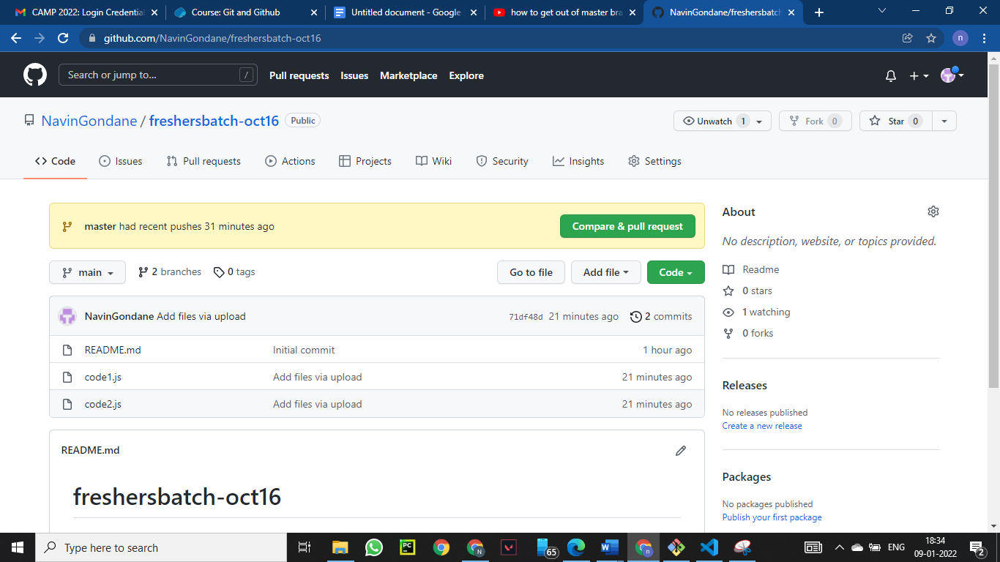 CAMP 2022: Login Credential
Course: Git and Github
Untitled document - Google
how to get out of master bra
NavinGondane/freshersbatch
github.com/NavinGondane/freshersbatch-oct16
n
Search or jump to...
/
Pull requests
Issues
Marketplace
Explore
NavinGondane / freshersbatch-oct16
Public
Unwatch 1
Fork 0
Star 0
Code
Issues
Pull requests
Actions
Projects
Wiki
Security
Insights
Settings
master had recent pushes 31 minutes ago
Compare & pull request
main
2 branches
0 tags
Go to file
Add file
Code
NavinGondane Add files via upload
71df48d 21 minutes ago
2 commits
README.md Initial commit 1 hour ago
code1.js Add files via upload 21 minutes ago
code2.js Add files via upload 21 minutes ago
README.md
freshersbatch-oct16
About
No description, website, or topics provided.
Readme
0 stars
1 watching
0 forks
Releases
No releases published
Create a new release
Packages
No packages published
Publish your first package
Type here to search
PC
N
65
W
n
ENG
18:34
09-01-2022
2